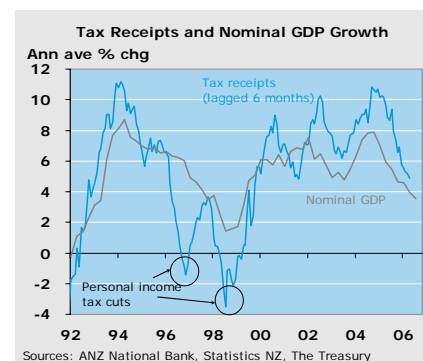 Tax Receipts and Nominal GDP Growth
Ann ave % chg
12
10
8
6
4
2
0
-2
-4
Tax receipts
(lagged 6 months)
Nominal GDP
Personal income
tax cuts
92 94 96 98 00 02 04 06
Sources: ANZ National Bank, Statistics NZ, The Treasury